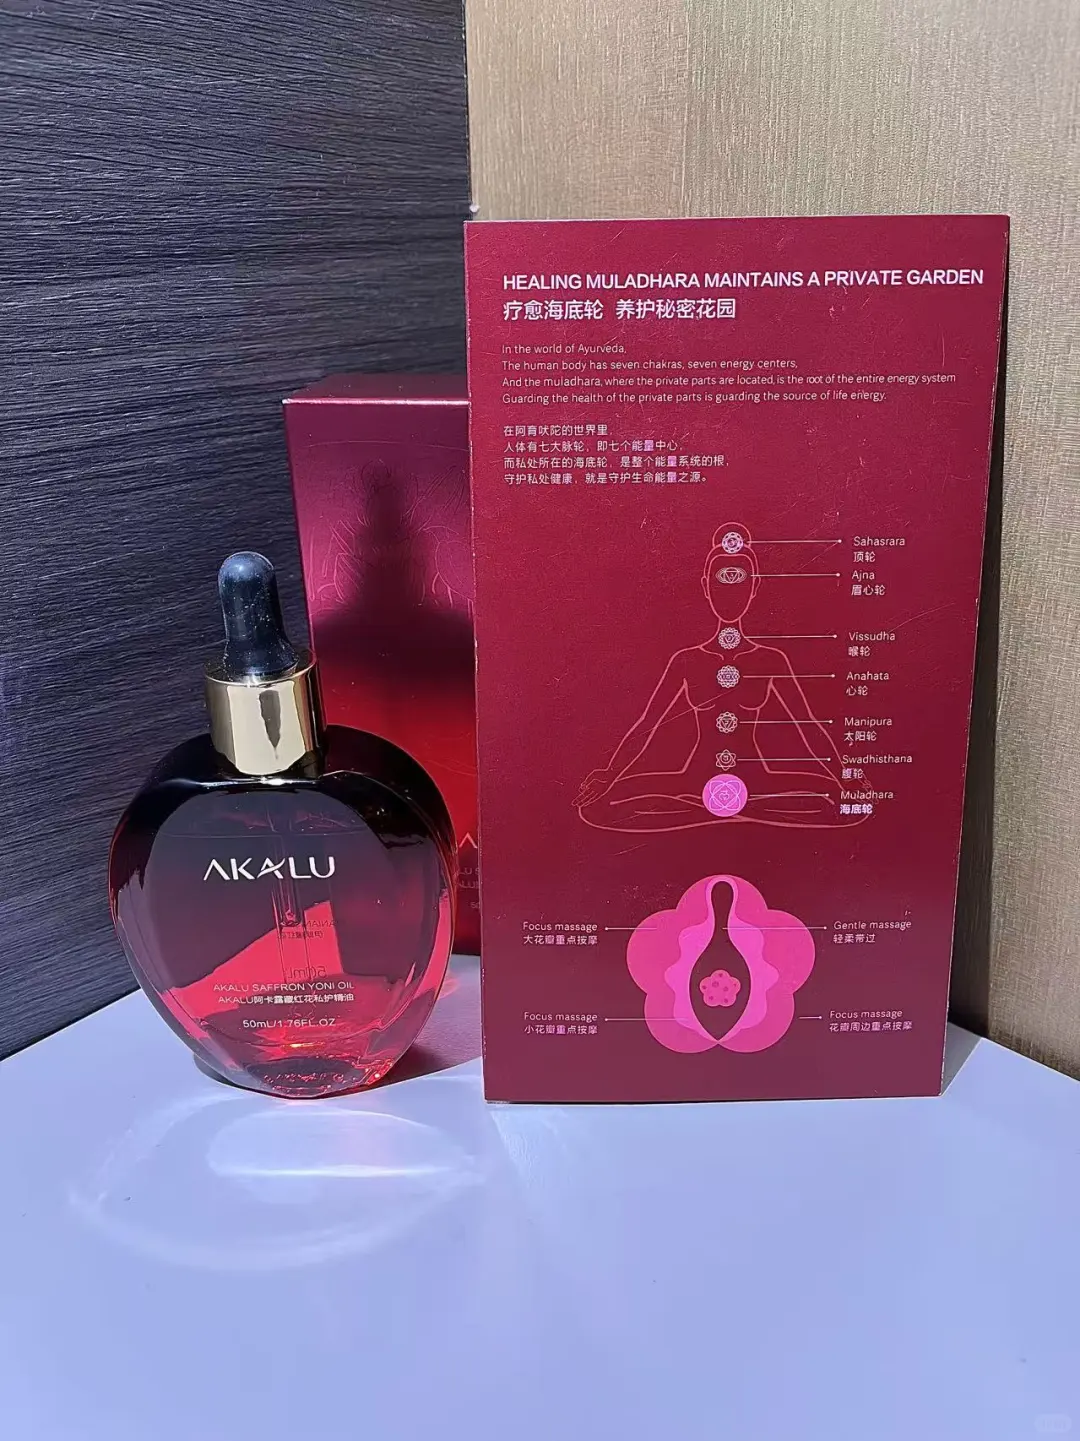 HEALING MULADHARA MAINTAINS A PRIVATE GARDEN
疗愈海底轮 养护秘密花园
In the world of Ayurveda,
The human body has seven chakras, seven energy centers,
And the muladhara, where the private parts are located, is the root of the entire energy system
Guarding the health of the private parts is guarding the source of life energy.
在阿育吠陀的世界里,
人体有七大脉轮，即七个能量中心，
而私处所在的海底轮，是整个能量系统的根，
守护私处健康，就是守护生命能量之源。
Sahasrara
顶轮
Ajna
眉心轮
Vissudha
喉轮
Anahata
心轮
Manipura
太阳轮
Swadhisthana
腹轮
Muladhara
海底轮
Focus massage
大花瓣重点按摩
Gentle massage
轻柔带过
Focus massage
小花瓣重点按摩
Focus massage
花瓣周边重点按摩
AKALU
AKALU SAFFRON YONI OIL
AKALU阿卡露藏红花私护精油
50mL/1.76FL.OZ